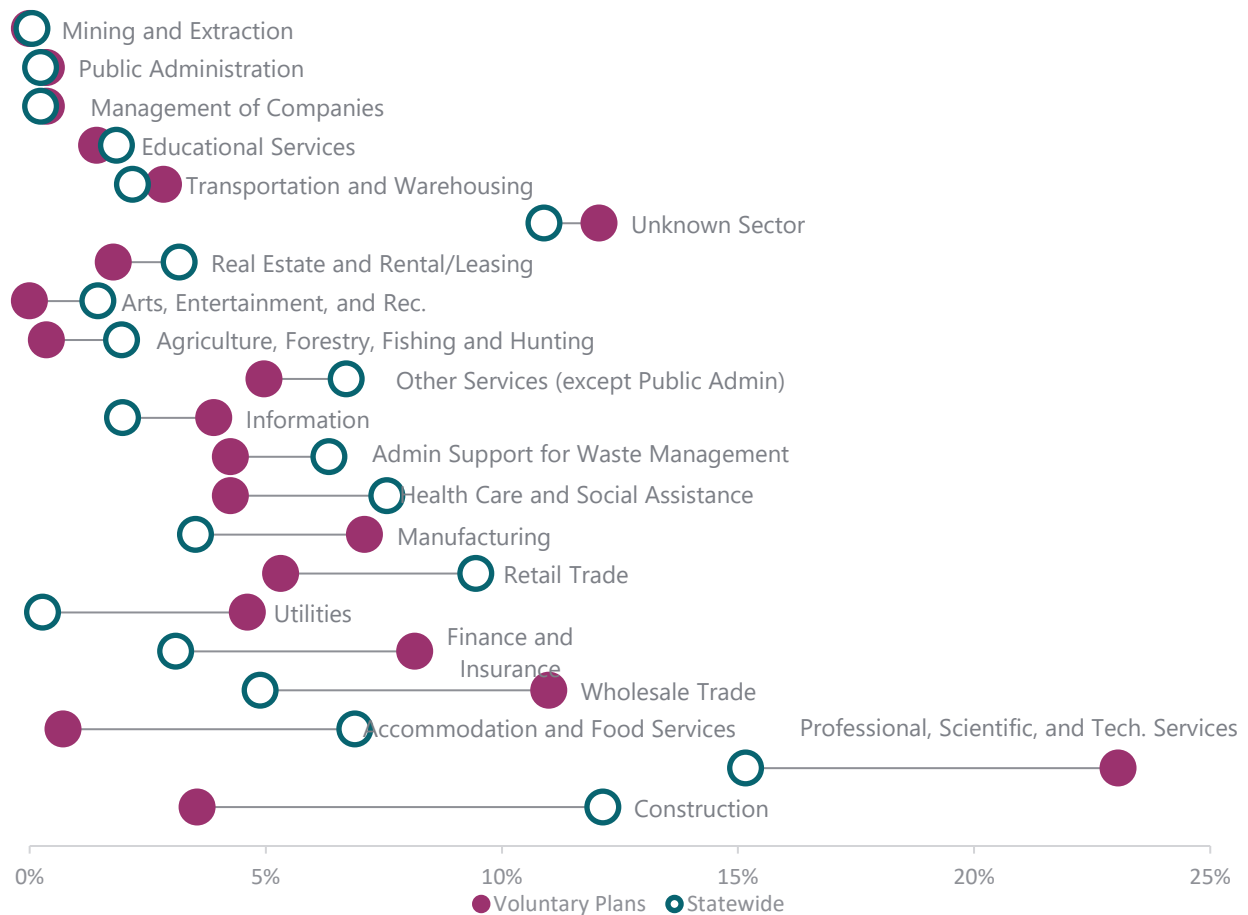 Mining and Extraction
Public Administration
Management of Companies
Educational Services
Transportation and Warehousing
Unknown Sector
Real Estate and Rental/Leasing
Arts, Entertainment, and Rec.
Agriculture, Forestry, Fishing and Hunting
Other Services (except Public Admin)
Information
Admin Support for Waste Management
Health Care and Social Assistance
Manufacturing
Retail Trade
Utilities
Finance and
Insurance
Wholesale Trade
Accommodation and Food Services
Professional, Scientific, and Tech. Services
Construction
0% 5% 10% 15% 20% 25%
Voluntary Plans Statewide